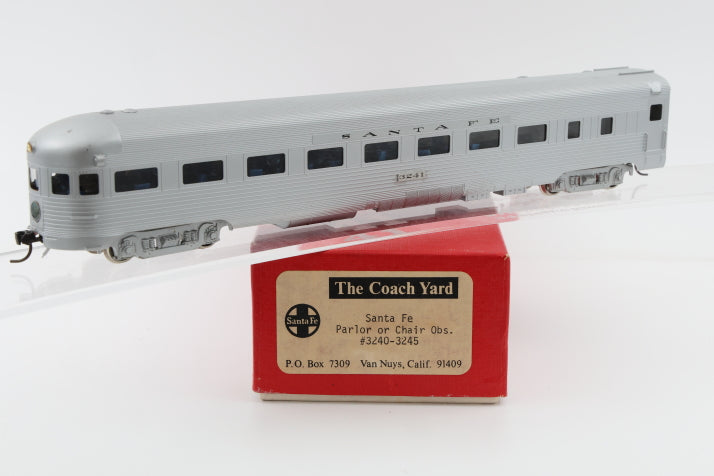 SANTA FE
3241
The Coach Yard
Santa Fe
Santa Fe
Parlor or Chair Obs.
#3240-3245
P.O. Box 7309 Van Nuys, Calif. 91409